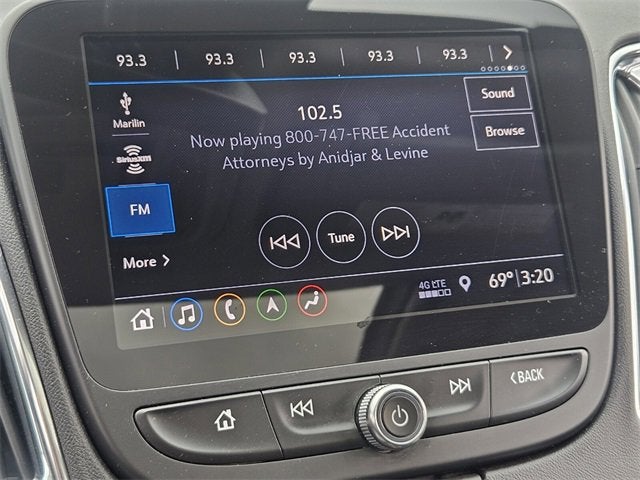 93.3 | 93.3 | 93.3 | 93.3 | 93.3
Sound
102.5
Marilin
Now playing 800-747-FREE Accident
Attorneys by Anidjar & Levine
Browse
SiriusXM
FM
Tune
More
4G LTE
69° 3:20
BACK